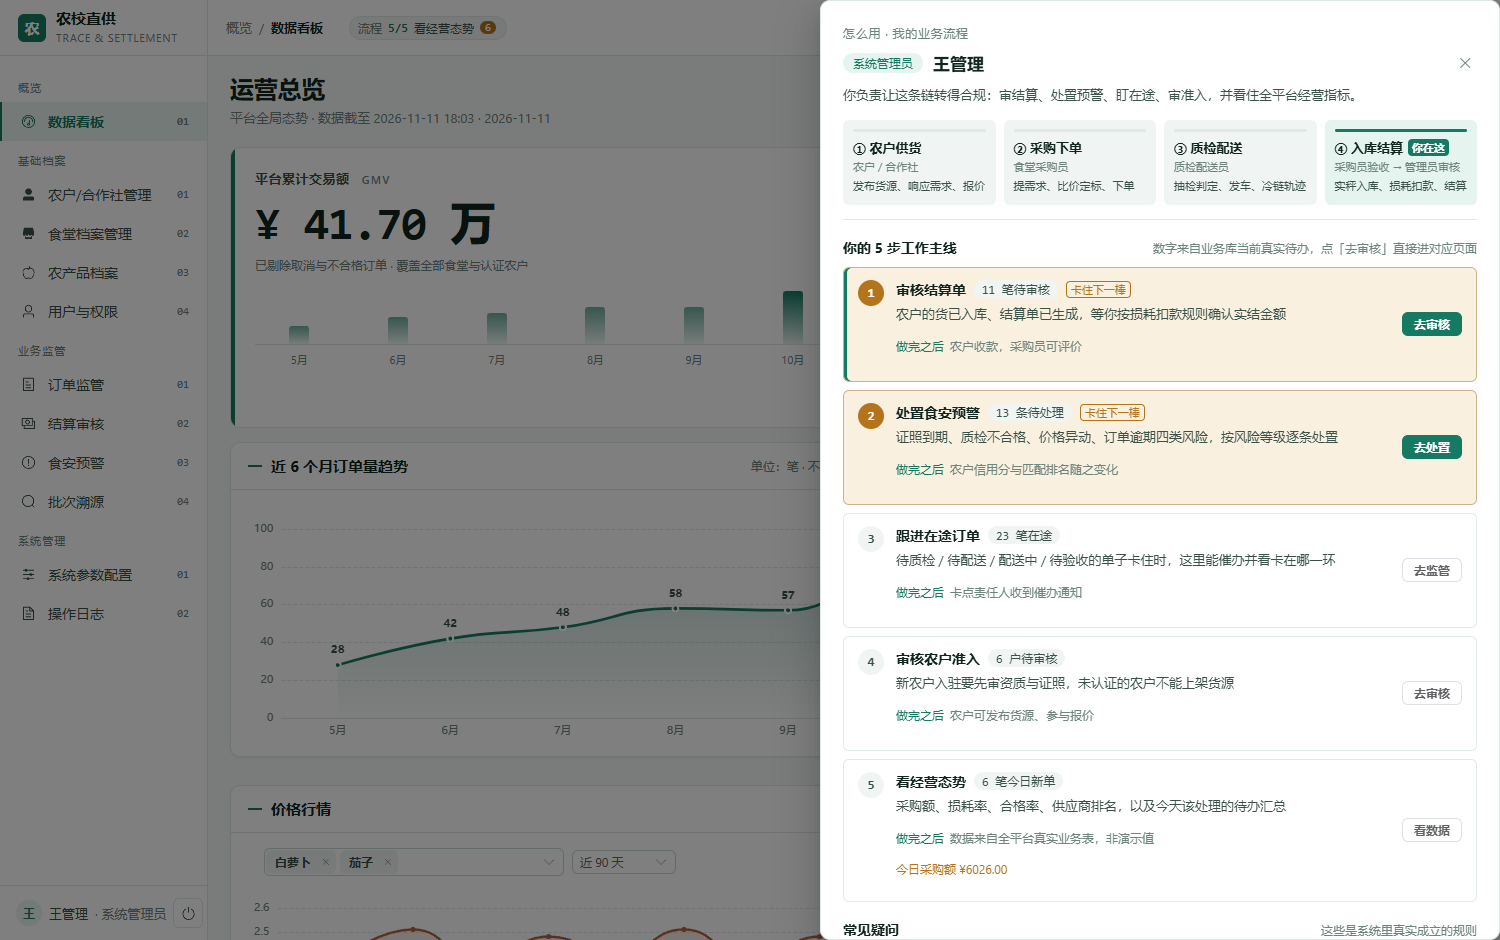 农 农校直供
TRACE & SETTLEMENT
概览
数据看板 01
基础档案
农户/合作社管理 01
食堂档案管理 02
农产品档案 03
用户与权限 04
业务监管
订单监管 01
结算审核 02
食安预警 03
批次溯源 04
系统管理
系统参数配置 01
操作日志 02
王 王管理 · 系统管理员
概览 / 数据看板 流程 5/5 看经营态势 6
运营总览
平台全局态势 · 数据截至 2026-11-11 18:03 · 2026-11-11
平台累计交易额 GMV
¥ 41.70 万
已剔除取消与不合格订单 · 覆盖全部食堂与认证农户
5月 6月 7月 8月 9月 10月
近 6 个月订单量趋势 单位：笔 · 不
100
80
60
40
20
0
28 42 48 58 57
5月 6月 7月 8月 9月
价格行情
白萝卜 × 茄子 × 近 90 天
2.6
2.5
怎么用 · 我的业务流程
系统管理员 王管理
你负责让这条链转得合规：审结算、处置预警、盯在途、审准入，并看住全平台经营指标。
① 农户供货
农户 / 合作社
发布货源、响应需求、报价
② 采购下单
食堂采购员
提需求、比价定标、下单
③ 质检配送
质检配送员
抽检判定、发车、冷链轨迹
④ 入库结算 你在这
采购员验收 → 管理员审核
实秤入库、损耗扣款、结算
你的 5 步工作主线 数字来自业务库当前真实待办，点「去审核」直接进对应页面
1 审核结算单 11 笔待审核 卡住下一棒
农户的货已入库、结算单已生成，等你按损耗扣款规则确认实结金额
做完之后 农户收款，采购员可评价
去审核
2 处置食安预警 13 条待处理 卡住下一棒
证照到期、质检不合格、价格异动、订单逾期四类风险，按风险等级逐条处置
做完之后 农户信用分与匹配排名随之变化
去处置
3 跟进在途订单 23 笔在途
待质检 / 待配送 / 配送中 / 待验收的单子卡住时，这里能催办并看卡在哪一环
做完之后 卡点责任人收到催办通知
去监管
4 审核农户准入 6 户待审核
新农户入驻要先审资质与证照，未认证的农户不能上架货源
做完之后 农户可发布货源、参与报价
去审核
5 看经营态势 6 笔今日新单
采购额、损耗率、合格率、供应商排名，以及今天该处理的待办汇总
做完之后 数据来自全平台真实业务表，非演示值
今日采购额 ¥6026.00
看数据
常见疑问 这些是系统里真实成立的规则